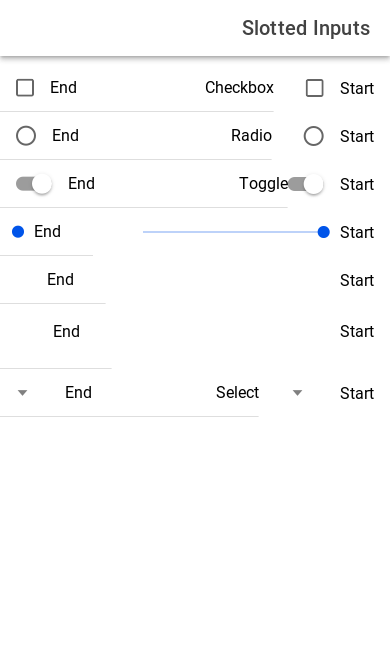 Slotted Inputs
End Checkbox Start
End Radio Start
End Toggle Start
End Start
End Start
End Start
End Select Start